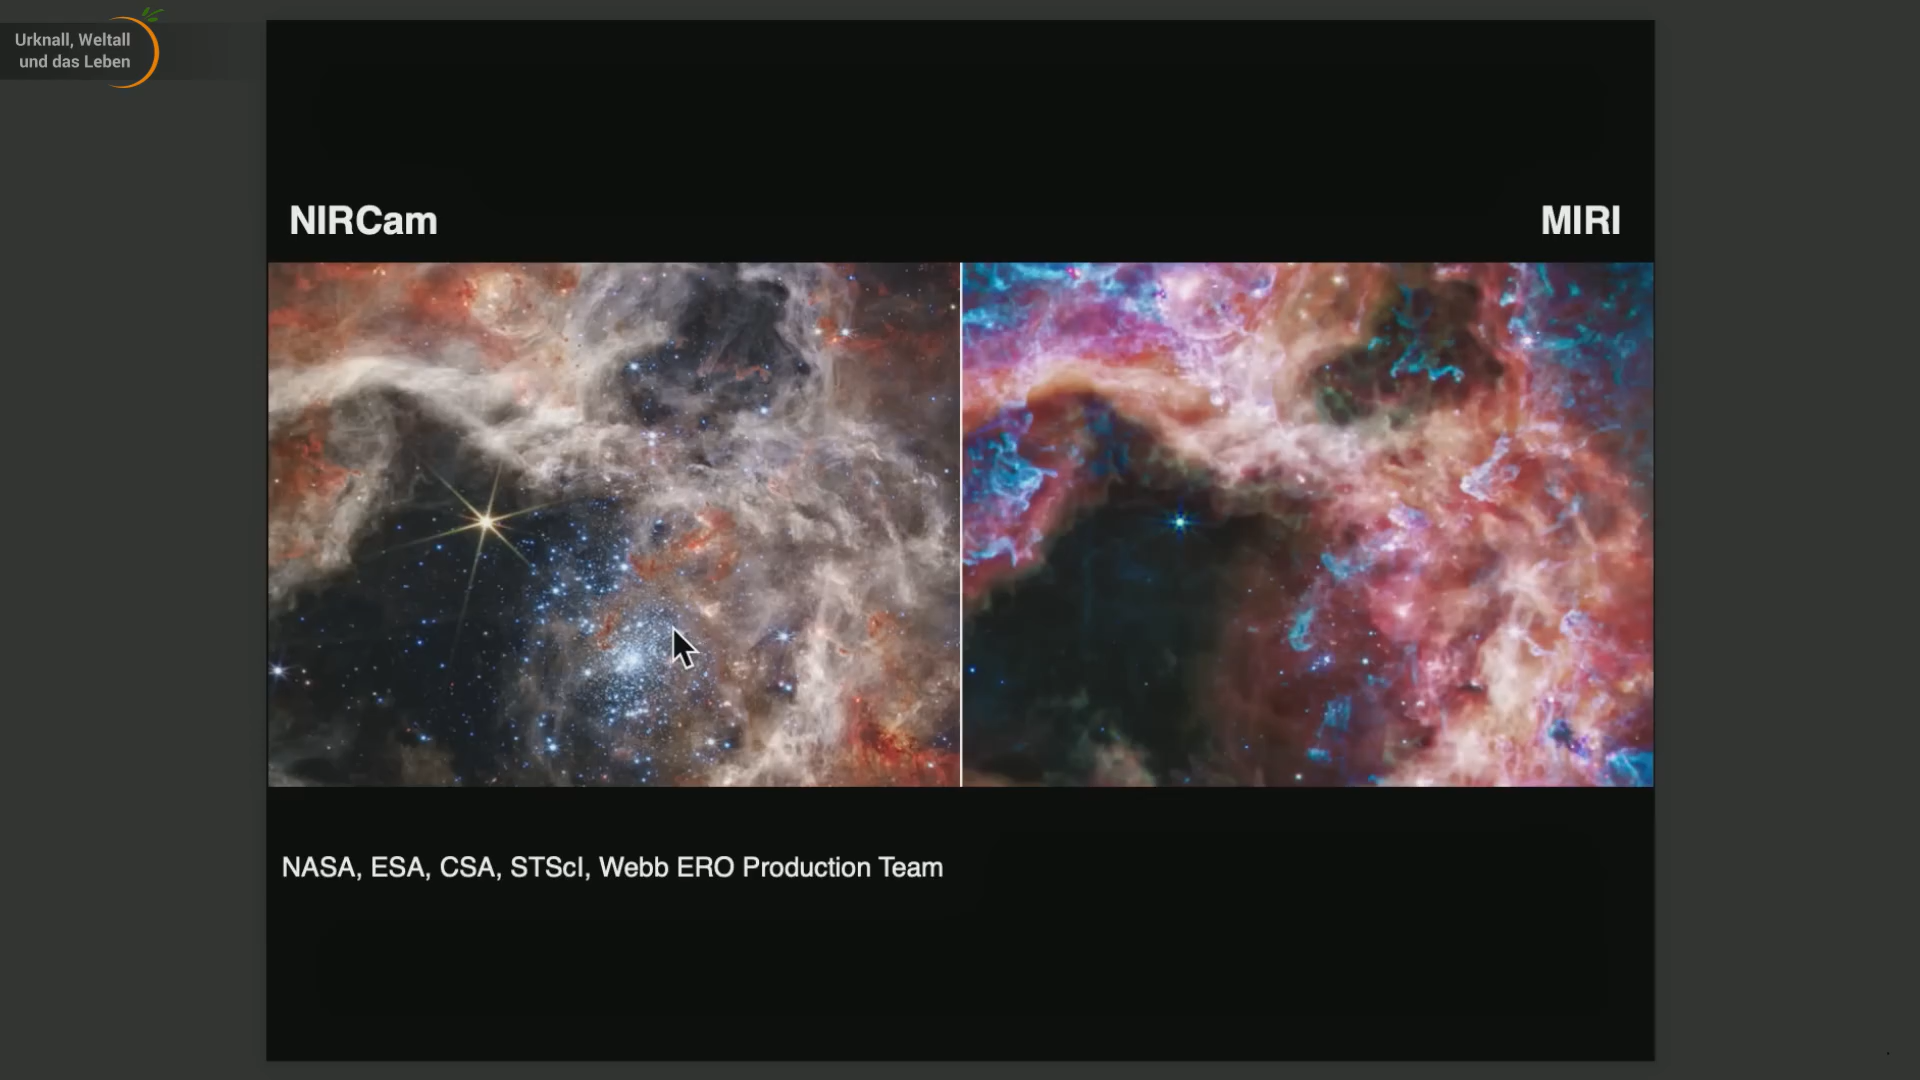 Urknall, Weltall
und das Leben
NIRCam
MIRI
NASA, ESA, CSA, STScI, Webb ERO Production Team